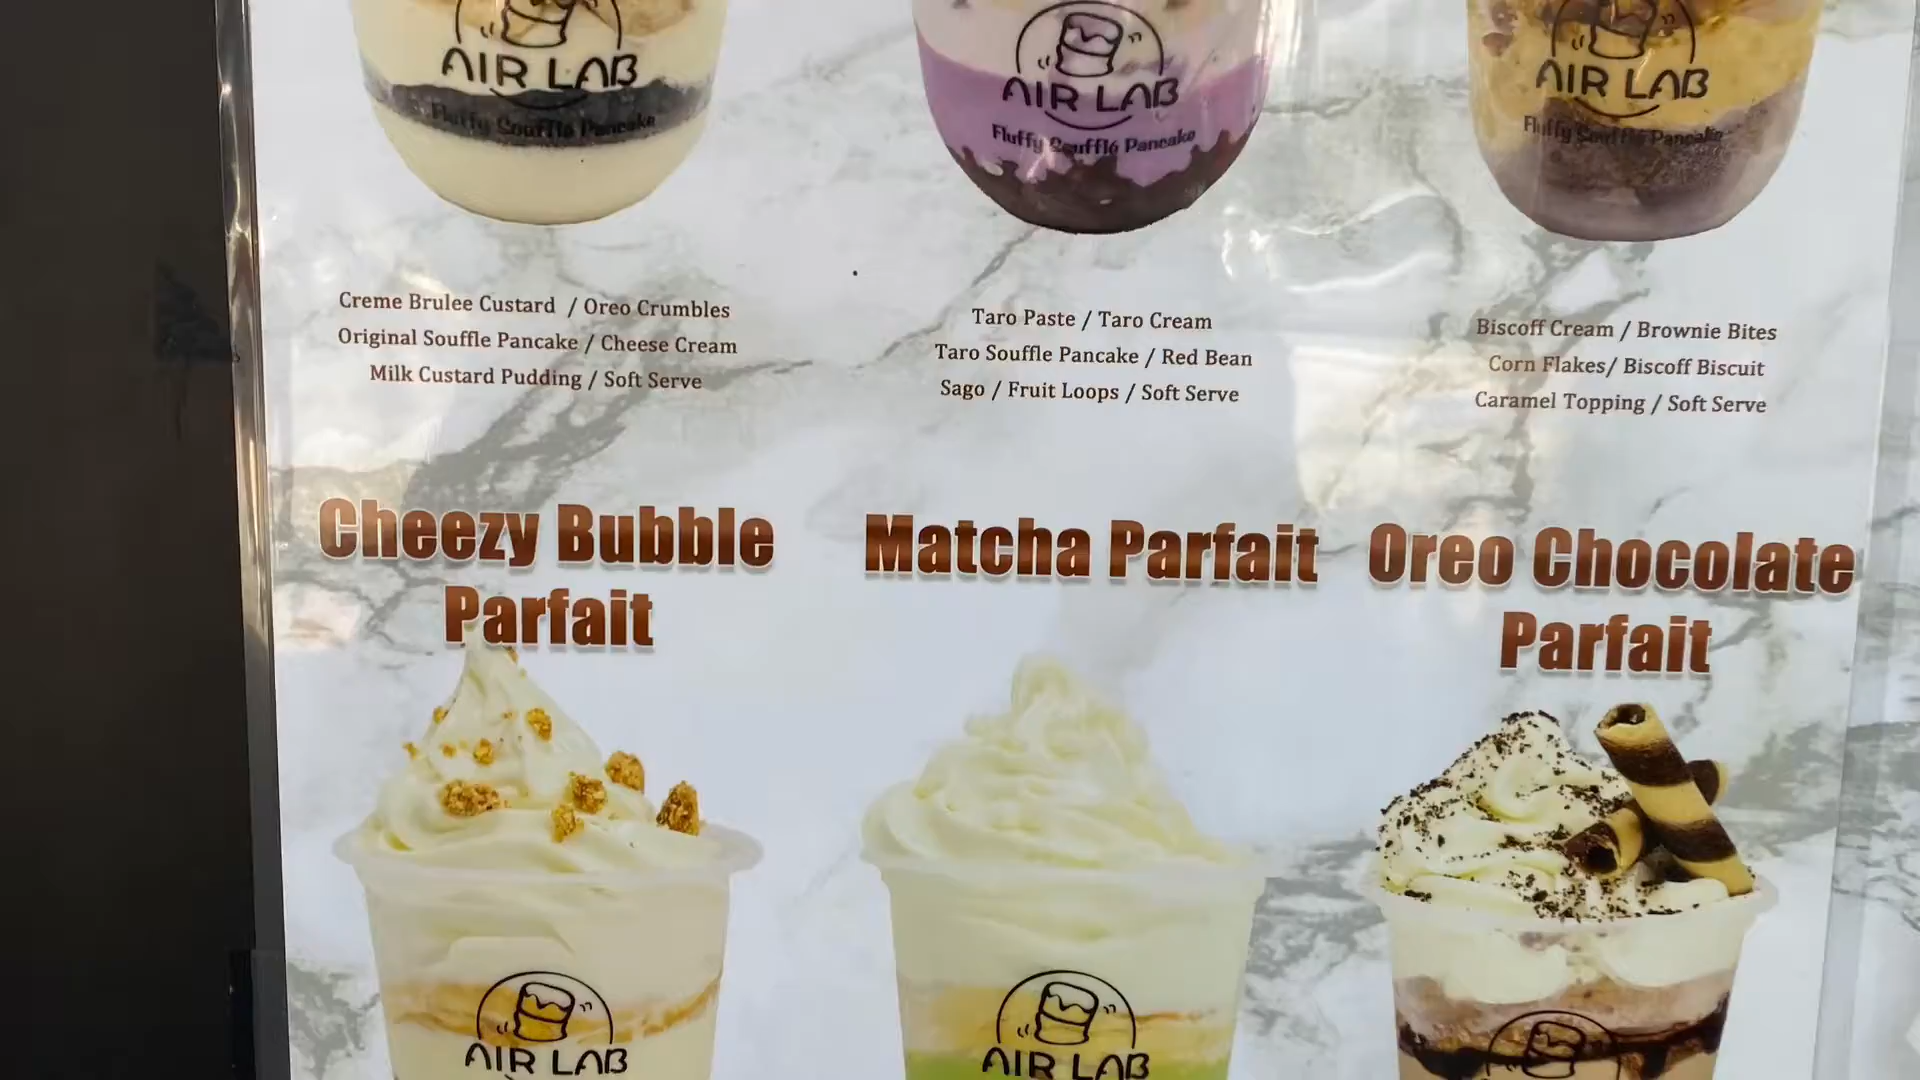 AIR LAB
Fluffy Souffle Pancake
AIR LAB
Fluffy Soufflé Pancake
AIR LAB
Fluffy Soufflé Pancake
Creme Brulee Custard / Oreo Crumbles
Original Souffle Pancake / Cheese Cream
Milk Custard Pudding / Soft Serve
Taro Paste / Taro Cream
Taro Souffle Pancake / Red Bean
Sago / Fruit Loops / Soft Serve
Biscoff Cream / Brownie Bites
Corn Flakes/ Biscoff Biscuit
Caramel Topping / Soft Serve
Cheezy Bubble
Parfait
Matcha Parfait
Oreo Chocolate
Parfait
AIR LAB
AIR LAB